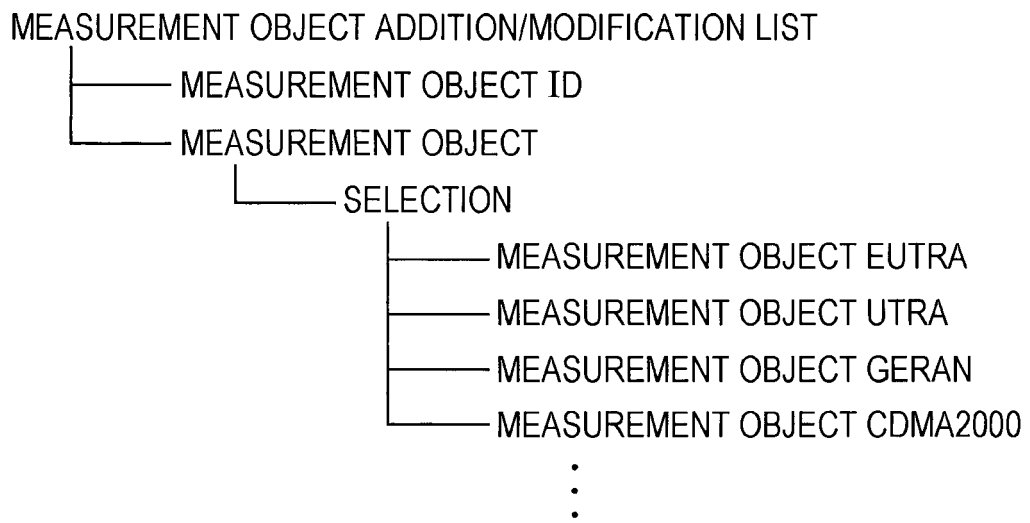 MEASUREMENT OBJECT ADDITION/MODIFICATION LIST
MEASUREMENT OBJECT ID
MEASUREMENT OBJECT
SELECTION
MEASUREMENT OBJECT EUTRA
MEASUREMENT OBJECT UTRA
MEASUREMENT OBJECT GERAN
MEASUREMENT OBJECT CDMA2000